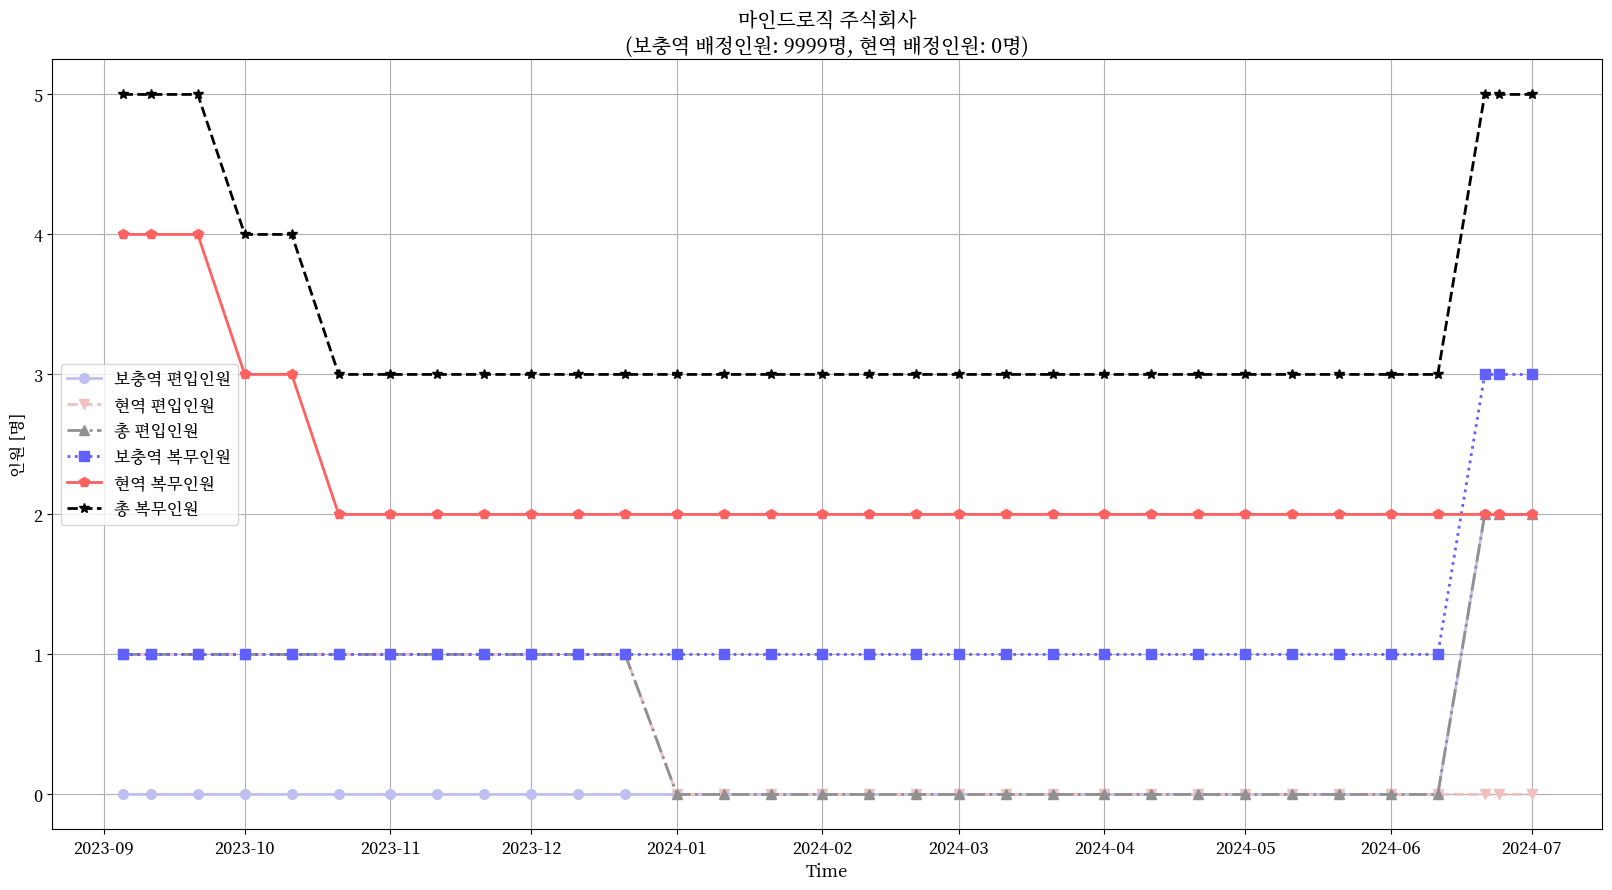 마인드로직 주식회사
(보충역 배정인원: 9999명, 현역 배정인원: 0명)
5
4
3
2
1
0
인원 [명]
보충역 편입인원
현역 편입인원
총 편입인원
보충역 복무인원
현역 복무인원
총 복무인원
2023-09 2023-10 2023-11 2023-12 2024-01 2024-02 2024-03 2024-04 2024-05 2024-06 2024-07
Time